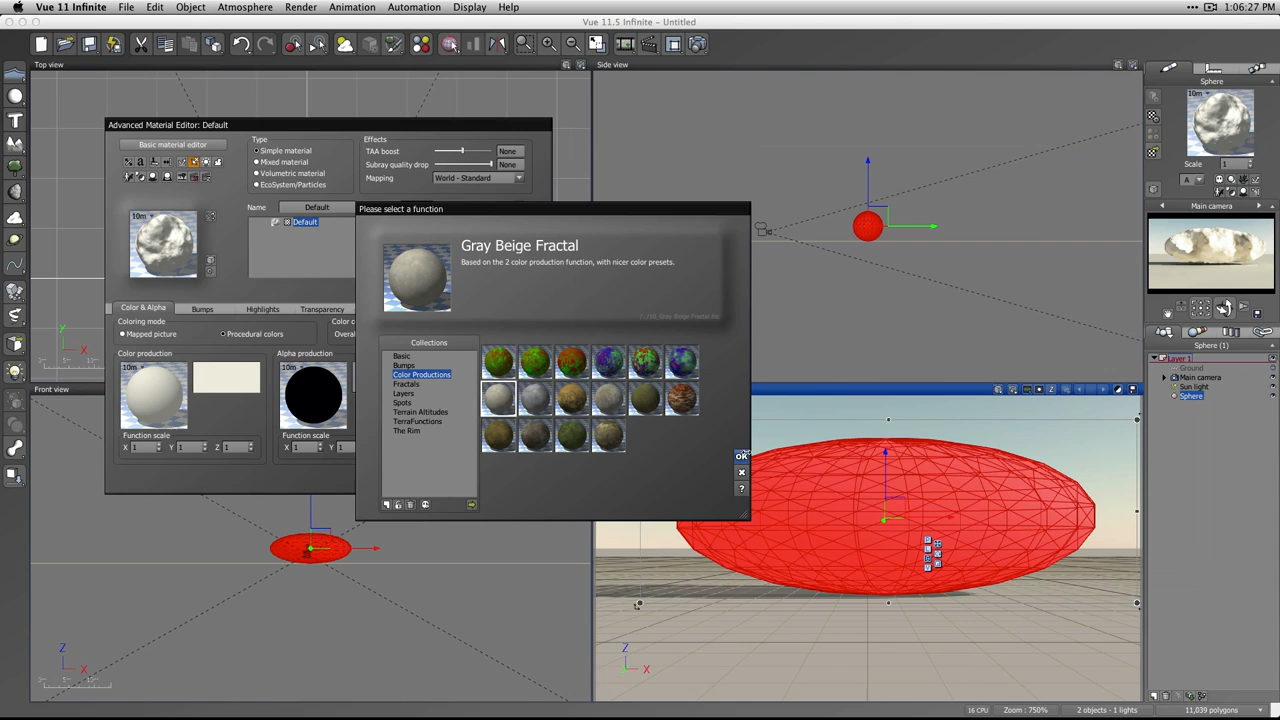 Vue 11 Infinite File Edit Object Atmosphere Render Animation Automation Display Help 1:06:27 PM
Vue 11.5 Infinite - Untitled
Top view
Side view
Sphere
10m
Scale 1
A
Main camera
Sphere (1)
Layer 1
Ground
Main camera
Sun light
Sphere
Advanced Material Editor: Default
Basic material editor
Type
Simple material
Mixed material
Volumetric material
EcoSystem/Particles
Effects
TAA boost None
Subray quality drop None
Mapping World - Standard
Name Default
Default
10m
Color & Alpha Bumps Highlights Transparency
Coloring mode
Mapped picture Procedural colors
Color production
10m
Function scale
X 1 Y 1 Z 1
Alpha production
10m
Function scale
X 1 Y 1
Please select a function
Gray Beige Fractal
Based on the 2 color production function, with nicer color presets.
Collections
Basic
Bumps
Color Productions
Fractals
Layers
Spots
Terrain Altitudes
TerraFunctions
The Rim
OK
?
y
X
Front view
Z
X
Z
X
16 CPU Zoom : 750% 2 objects - 1 lights 11,039 polygons